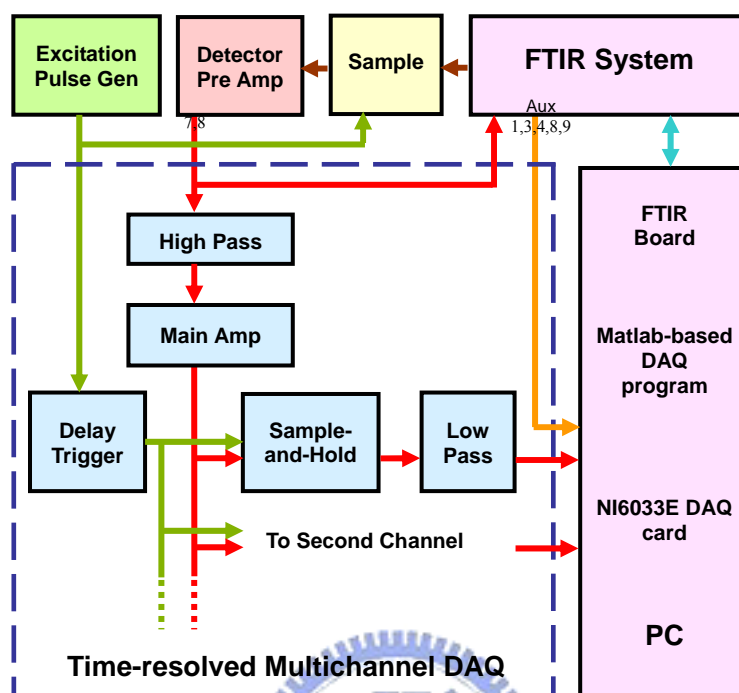 Excitation
Pulse Gen
Detector
Pre Amp
Sample
FTIR System
Aux
7,8
1,3,4,8,9
High Pass
FTIR
Board
Main Amp
Matlab-based
DAQ
program
Delay
Trigger
Sample-
and-Hold
Low
Pass
NI6033E DAQ
card
To Second Channel
PC
Time-resolved Multichannel DAQ